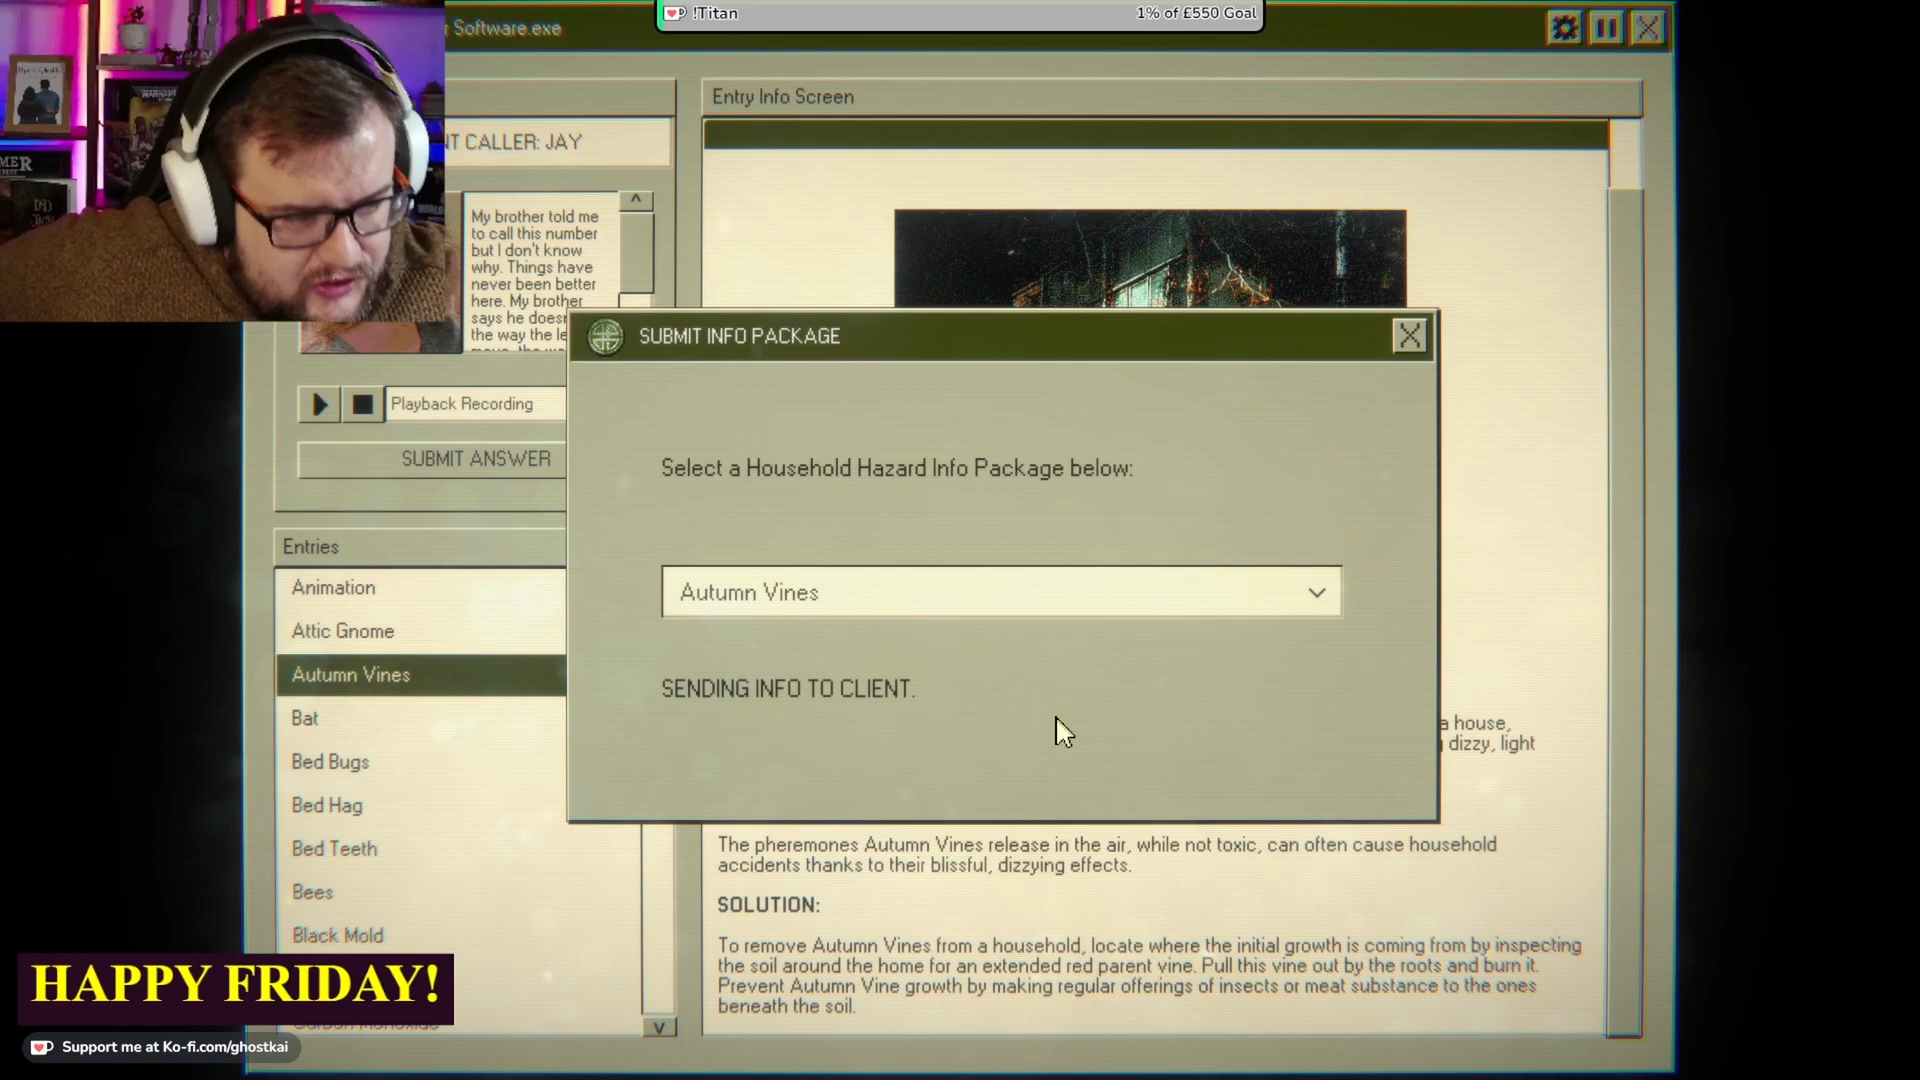 Software.exe
!Titan
1% of £550 Goal
Entry Info Screen
NT CALLER: JAY
My brother told me
to call this number
but I don't know
why. Things have
never been better
here. My brother
says he doesn
the way the le
Playback Recording
SUBMIT ANSWER
SUBMIT INFO PACKAGE
Select a Household Hazard Info Package below:
Autumn Vines
SENDING INFO TO CLIENT.
Entries
Animation
Attic Gnome
Autumn Vines
Bat
Bed Bugs
Bed Hag
Bed Teeth
Bees
Black Mold
Carbon Monoxide
a house,
dizzy, light
The pheremones Autumn Vines release in the air, while not toxic, can often cause household
accidents thanks to their blissful, dizzying effects.
SOLUTION:
To remove Autumn Vines from a household, locate where the initial growth is coming from by inspecting
the soil around the home for an extended red parent vine. Pull this vine out by the roots and burn it.
Prevent Autumn Vine growth by making regular offerings of insects or meat substance to the ones
beneath the soil.
HAPPY FRIDAY!
Support me at Ko-fi.com/ghostkai